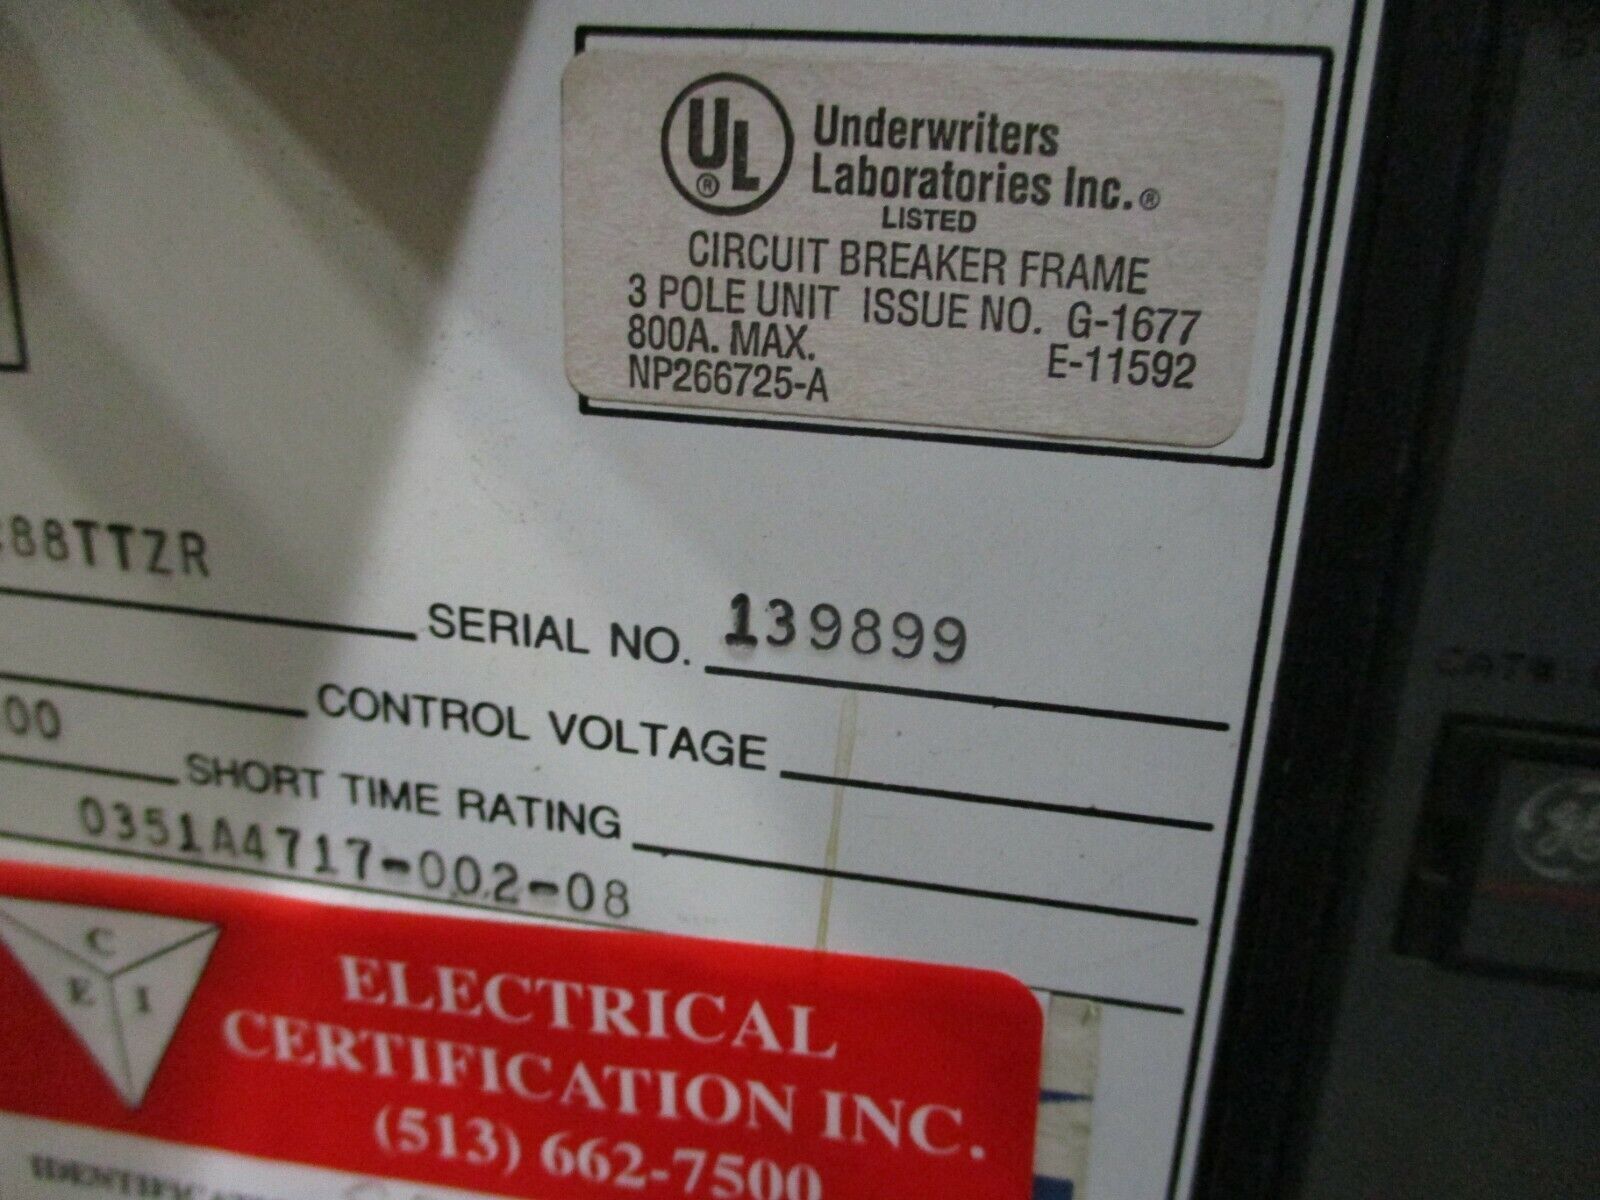 UL
®
Underwriters
Laboratories Inc.®
LISTED
CIRCUIT BREAKER FRAME
3 POLE UNIT ISSUE NO. G-1677
800A. MAX. E-11592
NP266725-A
88TTZR
SERIAL NO. 139899
00
CONTROL VOLTAGE
SHORT TIME RATING
0351A4717-002-08
C
E I
ELECTRICAL
CERTIFICATION INC.
(513) 662-7500
GE